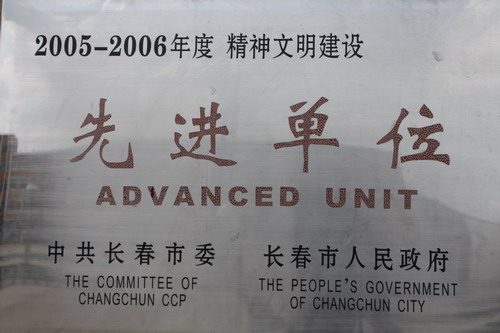 2005-2006年度 精神文明建设
先进单位
ADVANCED UNIT
中共长春市委
THE COMMITTEE OF
CHANGCHUN CCP
长春市人民政府
THE PEOPLE'S GOVERNMENT
OF CHANGCHUN CITY